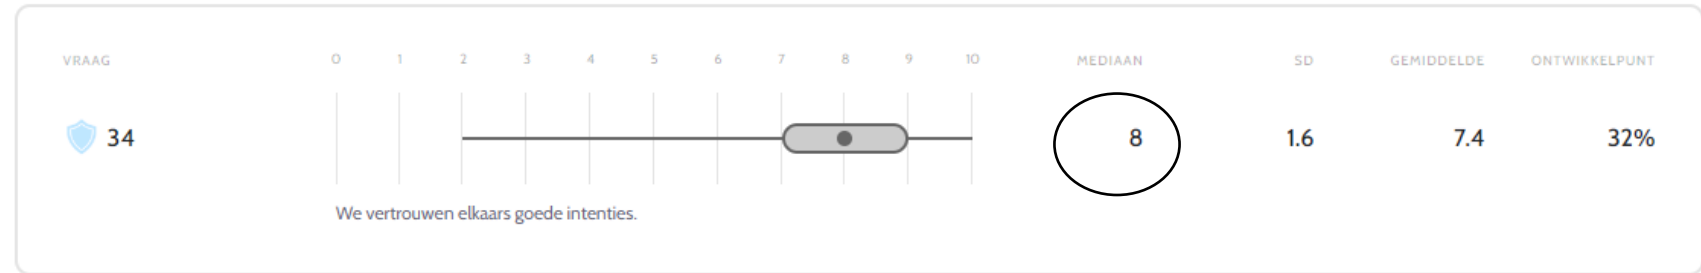 VRAAG 0 1 2 3 4 5 6 7 8 9 10 MEDIAAN SD GEMIDDELDE ONTWIKKELPUNT
34 8 1.6 7.4 32%
We vertrouwen elkaars goede intenties.